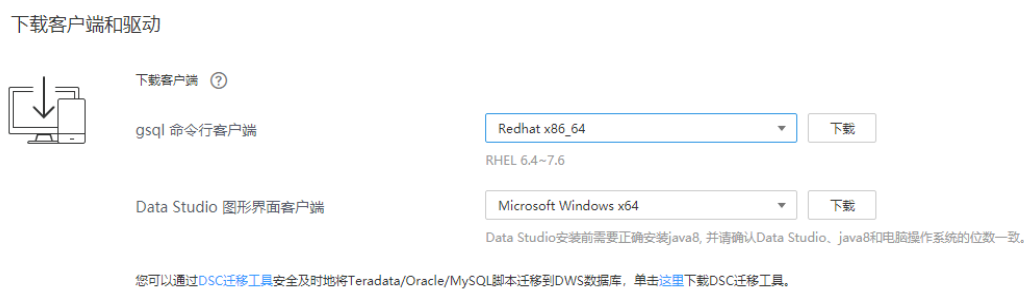 下载客户端和驱动
下载客户端 ?
gsql 命令行客户端 Redhat x86_64 下载
RHEL 6.4~7.6
Data Studio 图形界面客户端 Microsoft Windows x64 下载
Data Studio安装前需要正确安装java8, 并请确认Data Studio、java8和电脑操作系统的位数一致。
您可以通过DSC迁移工具安全及时地将Teradata/Oracle/MySQL脚本迁移到DWS数据库，单击这里下载DSC迁移工具。